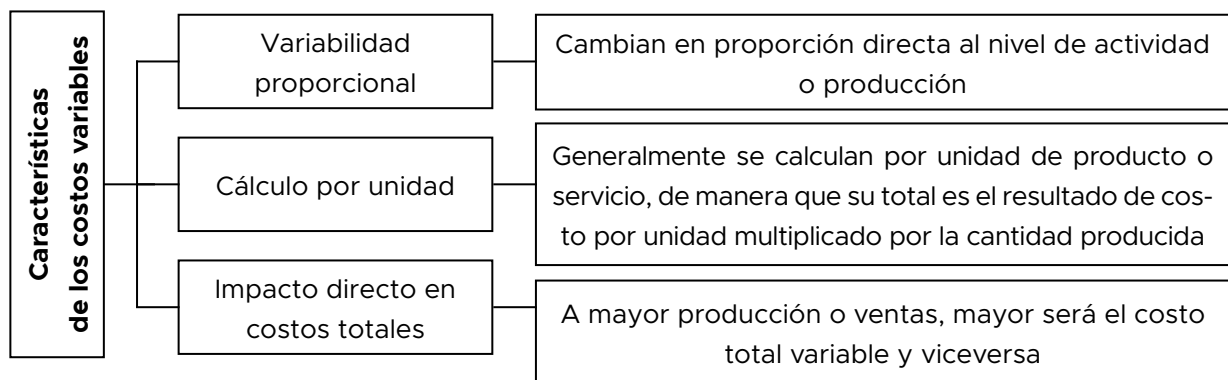 Características
de los costos variables
Variabilidad
proporcional
Cambian en proporción directa al nivel de actividad
o producción
Cálculo por unidad
Generalmente se calculan por unidad de producto o
servicio, de manera que su total es el resultado de cos-
to por unidad multiplicado por la cantidad producida
Impacto directo en
costos totales
A mayor producción o ventas, mayor será el costo
total variable y viceversa